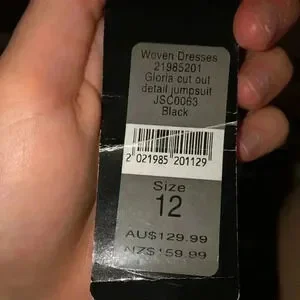 Woven Dresses
21985201
Gloria cut out
detail jumpsuit
JSC0063
Black
2 021985 201129
Size
12
AU$129.99
NZ$159.99